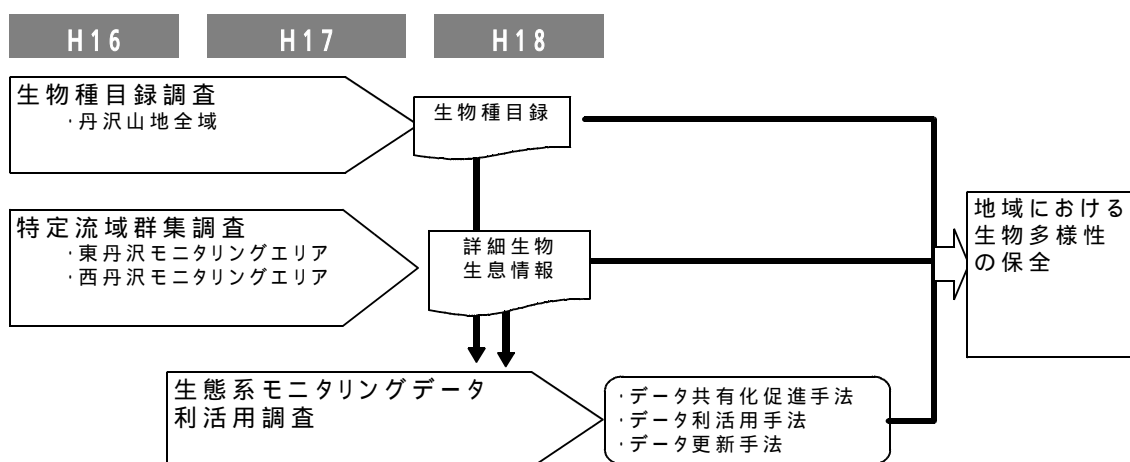 H16
H17
H18
生物種目録調査
・丹沢山地全域
生物種目録
特定流域群集調査
・東丹沢モニタリングエリア
・西丹沢モニタリングエリア
詳細生物
生息情報
地域における
生物多様性
の保全
生態系モニタリングデータ
利活用調査
・データ共有化促進手法
・データ利活用手法
・データ更新手法